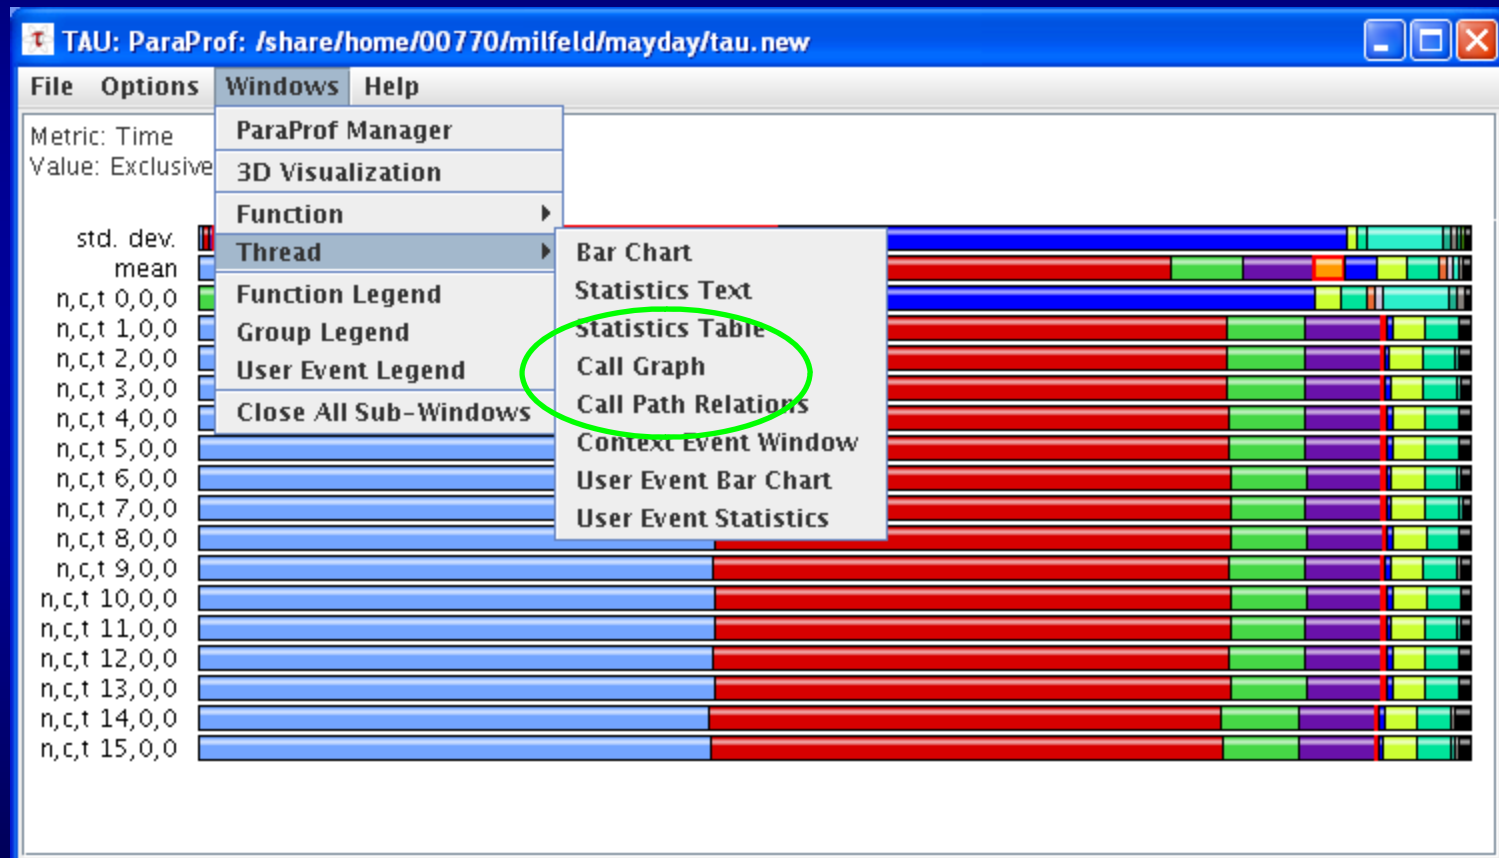 TAU: ParaProf: /share/home/00770/milfeld/mayday/tau.new
File Options Windows Help
Metric: Time
Value: Exclusive
ParaProf Manager
3D Visualization
Function
Thread
Function Legend
Group Legend
User Event Legend
Close All Sub-Windows
Bar Chart
Statistics Text
Statistics Table
Call Graph
Call Path Relations
Context Event Window
User Event Bar Chart
User Event Statistics
std. dev.
mean
n,c,t 0,0,0
n,c,t 1,0,0
n,c,t 2,0,0
n,c,t 3,0,0
n,c,t 4,0,0
n,c,t 5,0,0
n,c,t 6,0,0
n,c,t 7,0,0
n,c,t 8,0,0
n,c,t 9,0,0
n,c,t 10,0,0
n,c,t 11,0,0
n,c,t 12,0,0
n,c,t 13,0,0
n,c,t 14,0,0
n,c,t 15,0,0